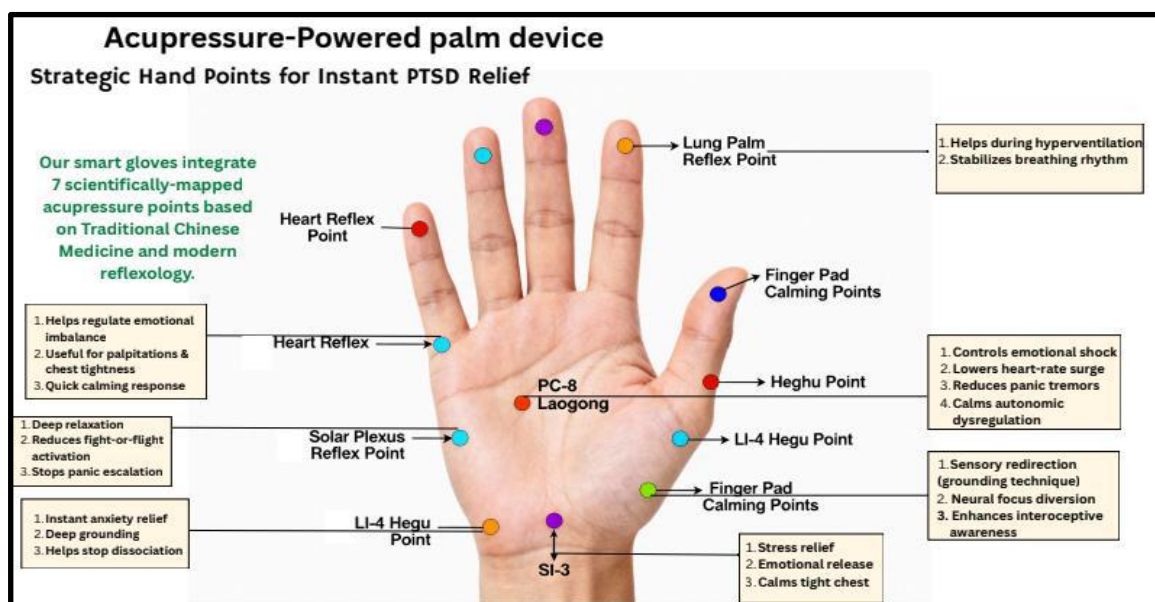 Acupressure-Powered palm device
Strategic Hand Points for Instant PTSD Relief
Our smart gloves integrate
7 scientifically-mapped
acupressure points based
on Traditional Chinese
Medicine and modern
reflexology.
Lung Palm
Reflex Point
1. Helps during hyperventilation
2. Stabilizes breathing rhythm
Heart Reflex
Point
Finger Pad
Calming Points
1. Helps regulate emotional
imbalance
2. Useful for palpitations &
chest tightness
3. Quick calming response
Heart Reflex
PC-8
Laogong
Heghu Point
1. Controls emotional shock
2. Lowers heart-rate surge
3. Reduces panic tremors
4. Calms autonomic
dysregulation
1. Deep relaxation
2. Reduces fight-or-flight
activation
3. Stops panic escalation
Solar Plexus
Reflex Point
LI-4 Hegu Point
1. Sensory redirection
(grounding technique)
2. Neural focus diversion
3. Enhances interoceptive
awareness
Finger Pad
Calming Points
1. Instant anxiety relief
2. Deep grounding
3. Helps stop dissociation
LI-4 Hegu
Point
SI-3
1. Stress relief
2. Emotional release
3. Calms tight chest